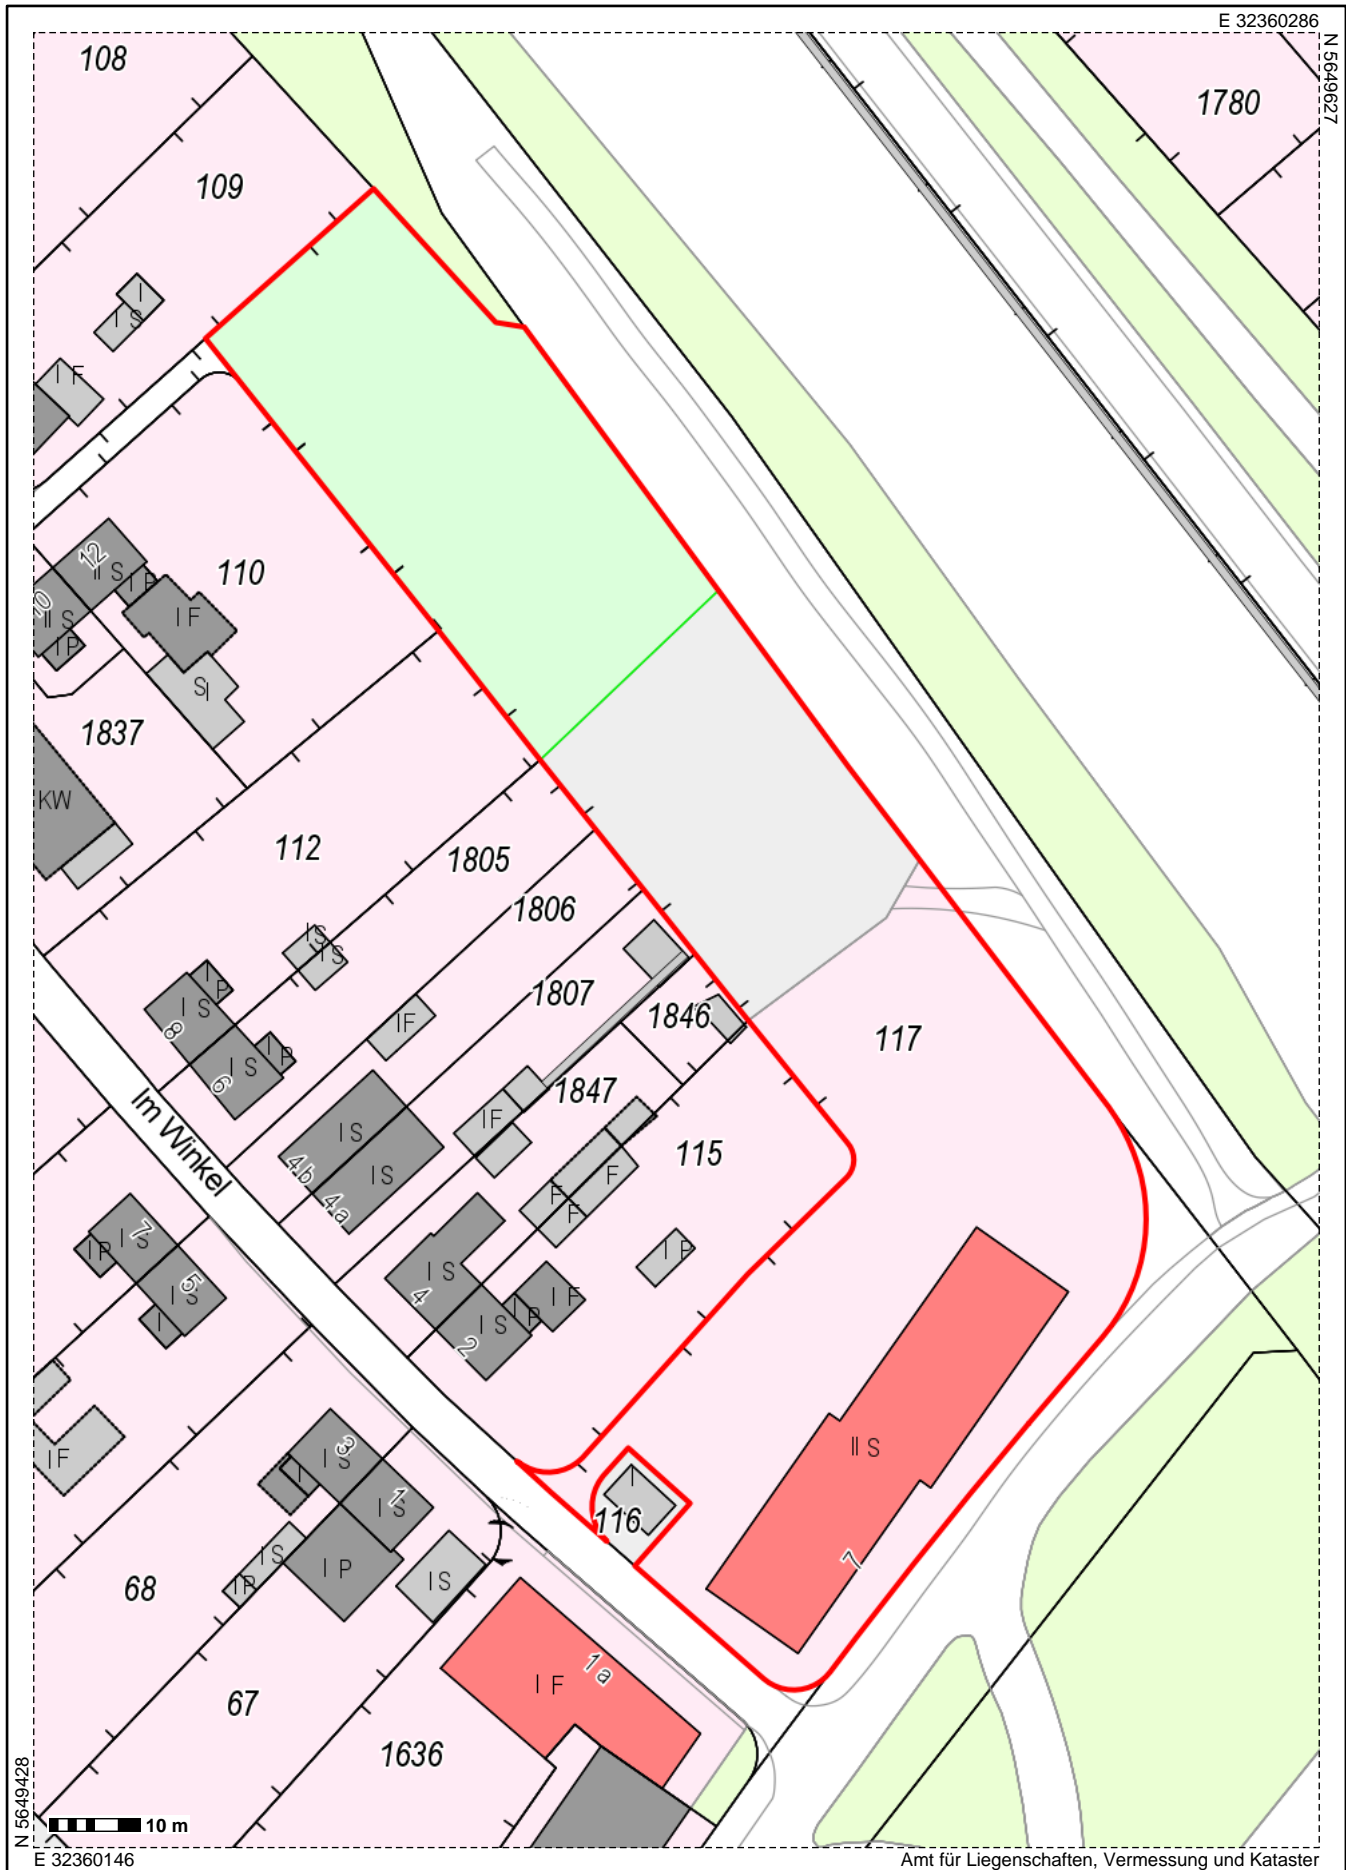 E 32360286
N 5649627
108
1780
109
I
I S
I F
12
II S
I P
110
I F
10
II S
I P
S I
1837
KW
112
1805
1806
I S
I S
1807
1846
117
I P
I S
8
I F
I P
I S
6
1847
Im Winkel
I F
I S
115
4b
I S
4a
F
F
F
7
I S
I P
I P
I S
5
I S
4
I F
I P
I
I S
2
3
I S
II S
I F
I
1
I S
I
116
I S
I P
I P
I S
7
68
1a
I F
67
1636
N 5649428
10 m
E 32360146
Amt für Liegenschaften, Vermessung und Kataster